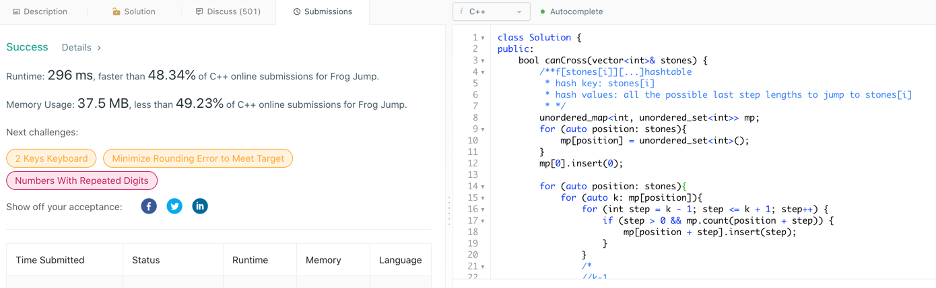 Description
Solution
Discuss (501)
Submissions
Success Details ›
Runtime: 296 ms, faster than 48.34% of C++ online submissions for Frog Jump.
Memory Usage: 37.5 MB, less than 49.23% of C++ online submissions for Frog Jump.
Next challenges:
2 Keys Keyboard
Minimize Rounding Error to Meet Target
Numbers With Repeated Digits
Show off your acceptance:
Time Submitted Status Runtime Memory Language
i C++
Autocomplete
1 class Solution {
2 public:
3 bool canCross(vector<int>& stones) {
4 /**f[stones[i]][...]hashtable
5 * hash key: stones[i]
6 * hash values: all the possible last step lengths to jump to stones[i]
7 * */
8 unordered_map<int, unordered_set<int>> mp;
9 for (auto position: stones){
10 mp[position] = unordered_set<int>();
11 }
12 mp[0].insert(0);
13
14 for (auto position: stones){
15 for (auto k: mp[position]){
16 for (int step = k - 1; step <= k + 1; step++) {
17 if (step > 0 && mp.count(position + step)) {
18 mp[position + step].insert(step);
19 }
20 }
21 /*
22 //k-1